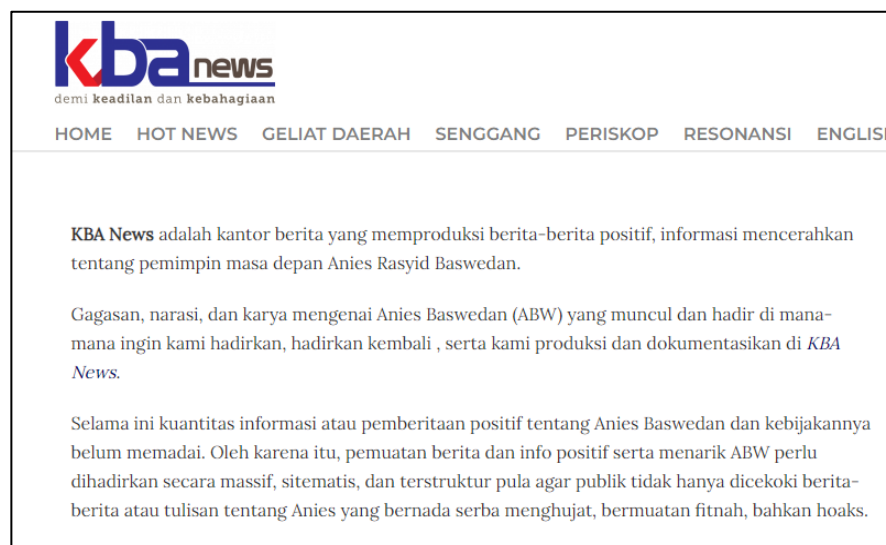 kba news
demi keadilan dan kebahagiaan
HOME HOT NEWS GELIAT DAERAH SENGGANG PERISKOP RESONANSI ENGLIS
KBA News adalah kantor berita yang memproduksi berita-berita positif, informasi mencerahkan
tentang pemimpin masa depan Anies Rasyid Baswedan.
Gagasan, narasi, dan karya mengenai Anies Baswedan (ABW) yang muncul dan hadir di mana-
mana ingin kami hadirkan, hadirkan kembali , serta kami produksi dan dokumentasikan di KBA
News.
Selama ini kuantitas informasi atau pemberitaan positif tentang Anies Baswedan dan kebijakannya
belum memadai. Oleh karena itu, pemuatan berita dan info positif serta menarik ABW perlu
dihadirkan secara massif, sitematis, dan terstruktur pula agar publik tidak hanya dicekoki berita-
berita atau tulisan tentang Anies yang bernada serba menghujat, bermuatan fitnah, bahkan hoaks.